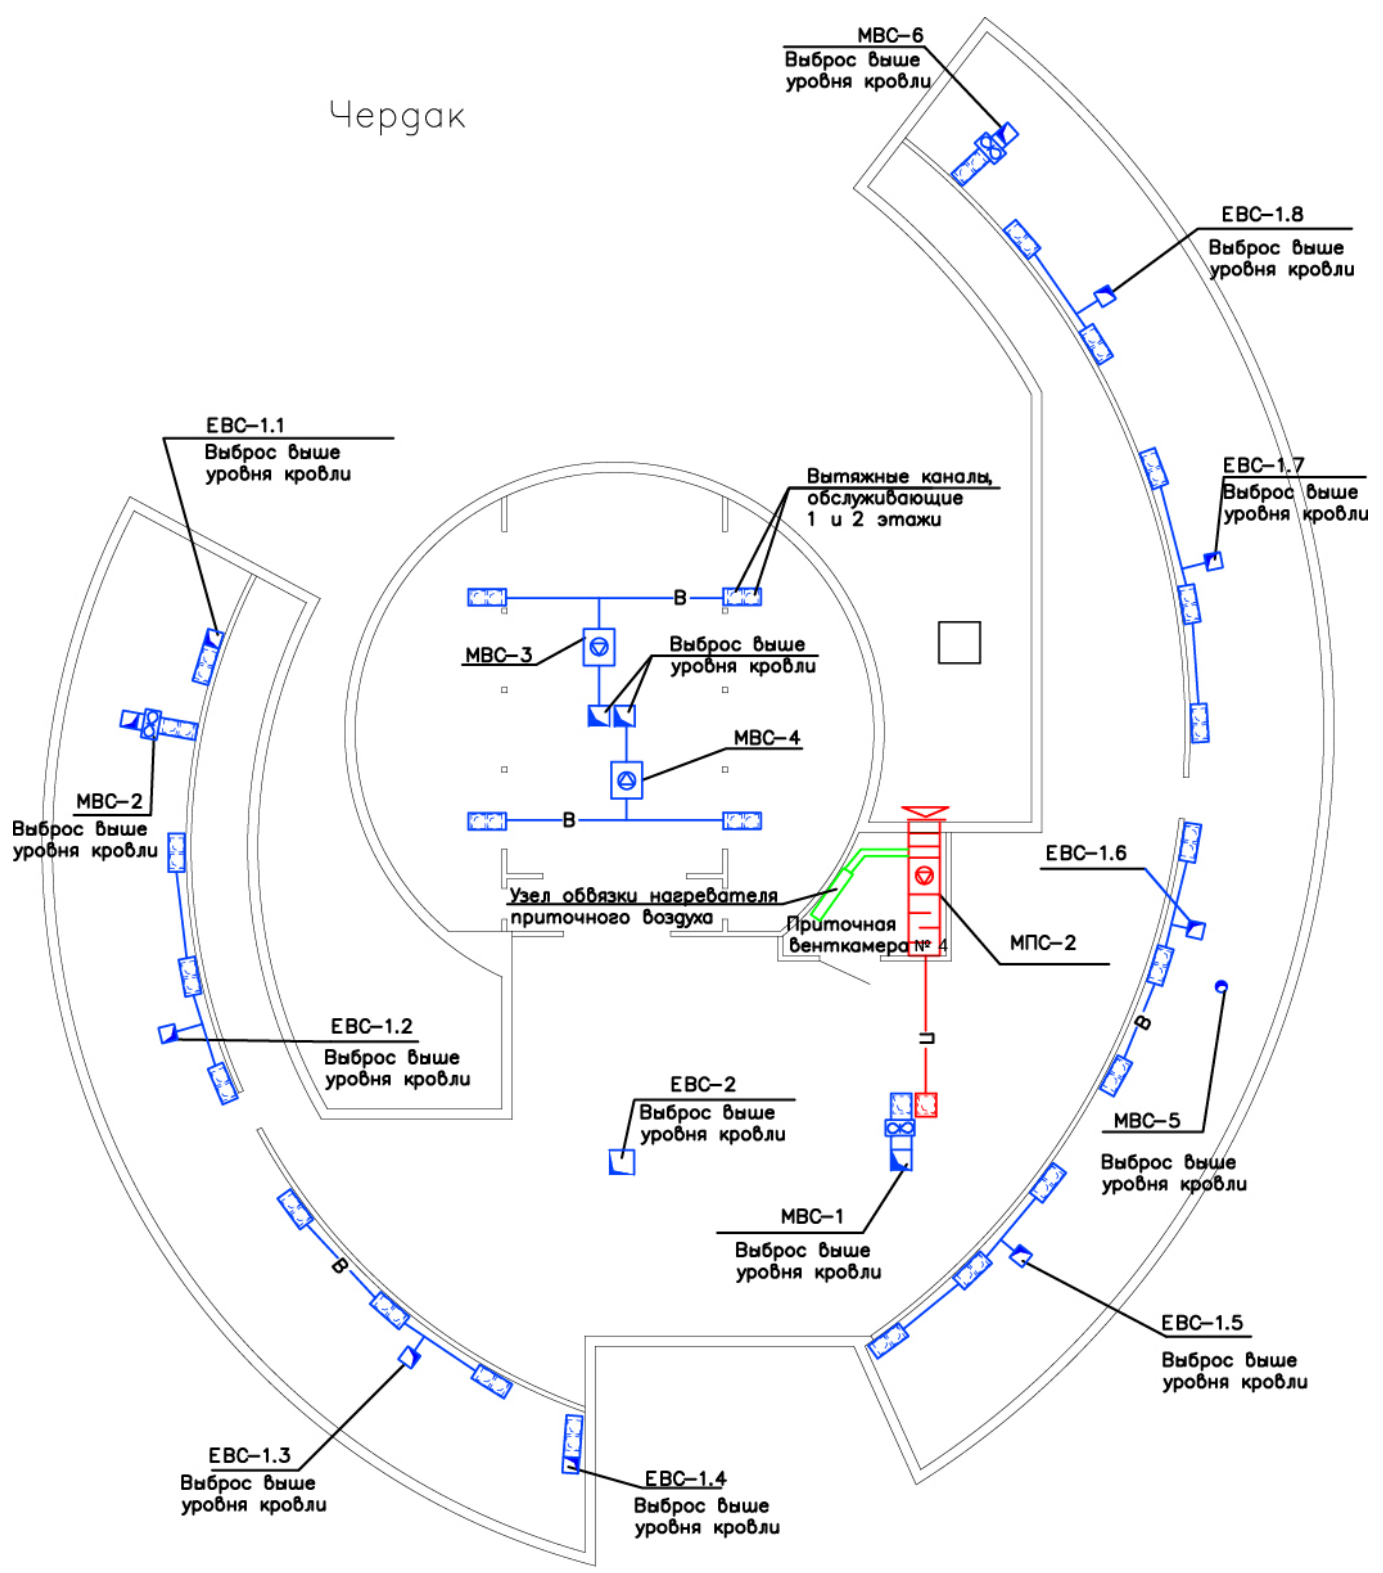 МВС-6
Выброс выше
уровня кровли
Чердак
ЕВС-1.8
Выброс выше
уровня кровли
ЕВС-1.1
Выброс выше
уровня кровли
ЕВС-1.7
Выброс выше
уровня кровли
Вытяжные каналы,
обслуживающие
1 и 2 этажи
В
МВС-3
Выброс выше
уровня кровли
МВС-4
МВС-2
Выброс выше
уровня кровли
В
ЕВС-1.6
Узел обвязки нагревателя
приточного воздуха
Приточная
венткамера № 4
МПС-2
В
П
ЕВС-1.2
Выброс выше
уровня кровли
ЕВС-2
Выброс выше
уровня кровли
МВС-5
Выброс выше
уровня кровли
МВС-1
Выброс выше
уровня кровли
В
ЕВС-1.5
Выброс выше
уровня кровли
ЕВС-1.3
Выброс выше
уровня кровли
ЕВС-1.4
Выброс выше
уровня кровли